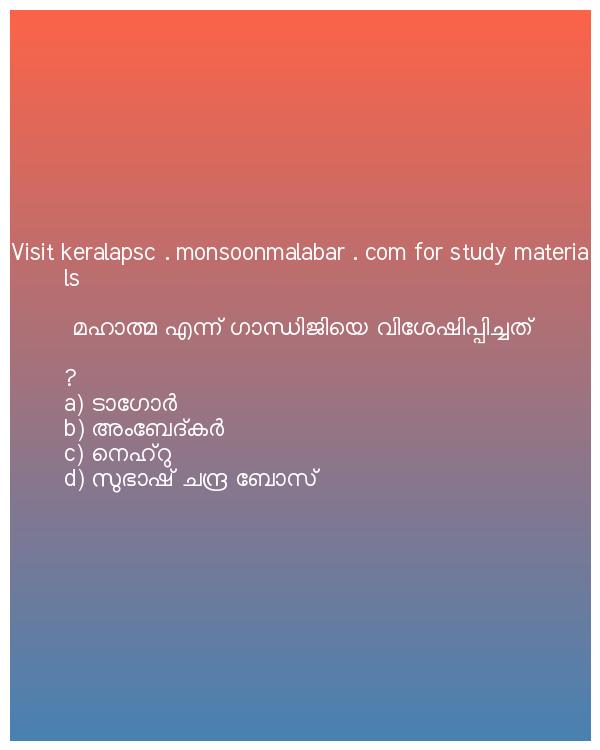 Visit keralapsc . monsoonmalabar . com for study materia
ls
മഹാത്മ എന്ന് ഗാന്ധിജിയെ വിശേഷിപ്പിച്ചത്
?
a) ടാഗോർ
b) അംബേദ്കർ
c) നെഹ്റു
d) സുഭാഷ് ചന്ദ്ര ബോസ്